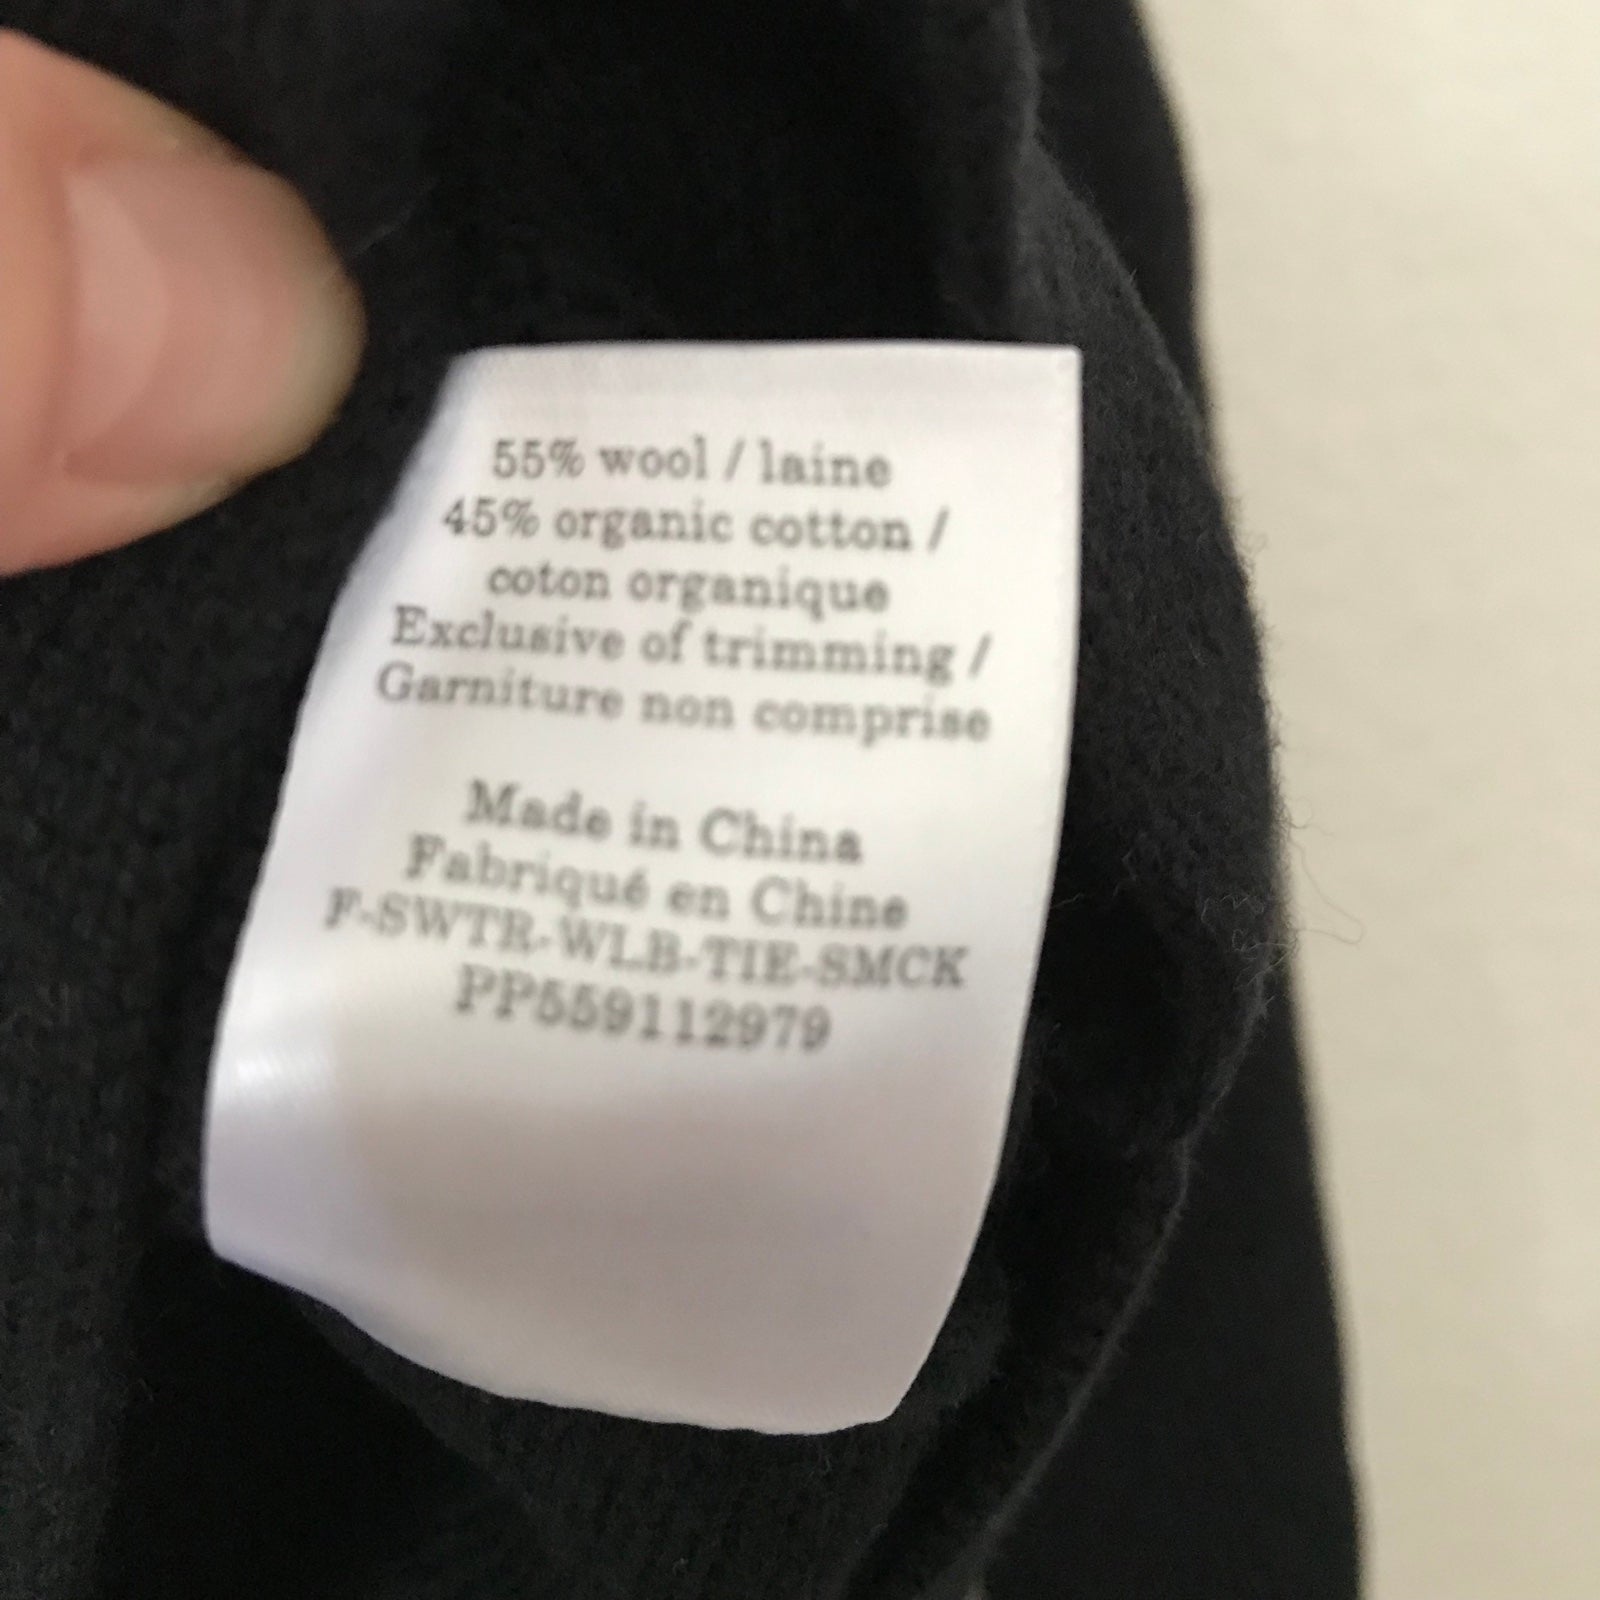 55% wool / laine
45% organic cotton /
coton organique
Exclusive of trimming /
Garniture non comprise
Made in China
Fabriqué en Chine
F-SWTR-WLB-TIE-SMCK
PP559112979